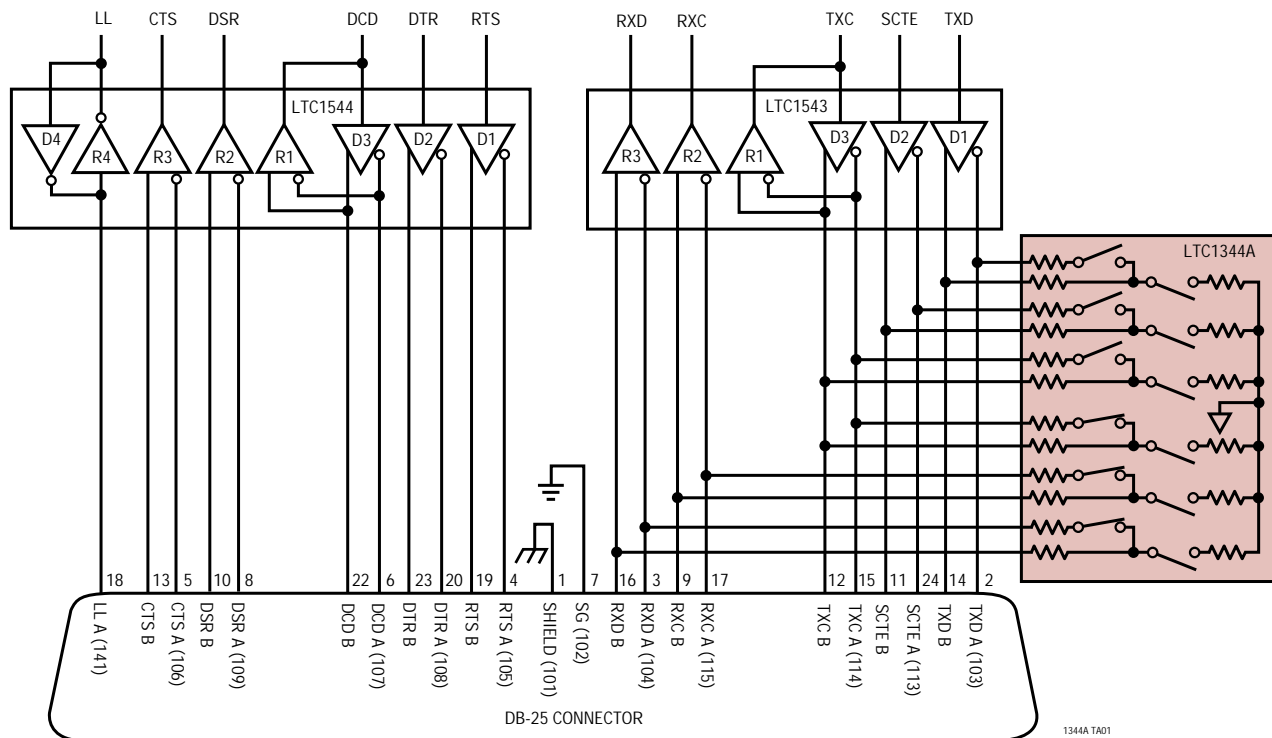 LL CTS DSR DCD DTR RTS RXD RXC TXC SCTE TXD
LTC1544 LTC1543
D4 R4 R3 R2 R1 D3 D2 D1 R3 R2 R1 D3 D2 D1
LTC1344A
18 13 5 10 8 22 6 23 20 19 4 1 7 16 3 9 17 12 15 11 24 14 2
LL A (141)
CTS B
CTS A (106)
DSR B
DSR A (109)
DCD B
DCD A (107)
DTR B
DTR A (108)
RTS B
RTS A (105)
SHIELD (101)
SG (102)
RXD B
RXD A (104)
RXC B
RXC A (115)
TXC B
TXC A (114)
SCTE B
SCTE A (113)
TXD B
TXD A (103)
DB-25 CONNECTOR
1344A TA01